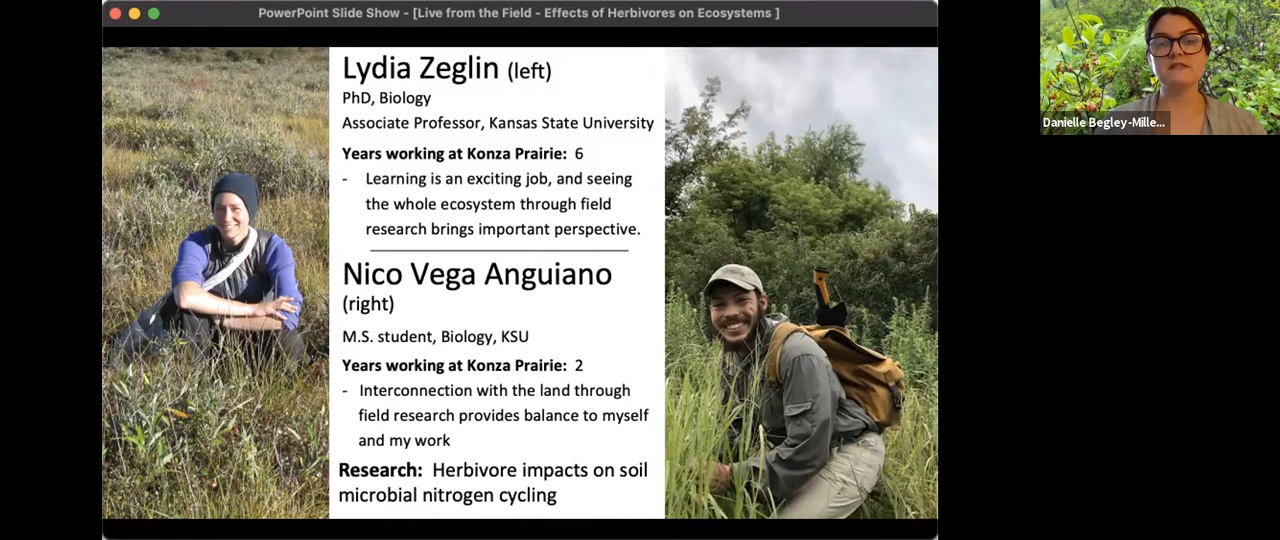 PowerPoint Slide Show - [Live from the Field - Effects of Herbivores on Ecosystems ]
Lydia Zeglin (left)
PhD, Biology
Associate Professor, Kansas State University
Years working at Konza Prairie: 6
- Learning is an exciting job, and seeing
the whole ecosystem through field
research brings important perspective.
Nico Vega Anguiano
(right)
M.S. student, Biology, KSU
Years working at Konza Prairie: 2
- Interconnection with the land through
field research provides balance to myself
and my work
Research: Herbivore impacts on soil
microbial nitrogen cycling
Danielle Begley-Mille...